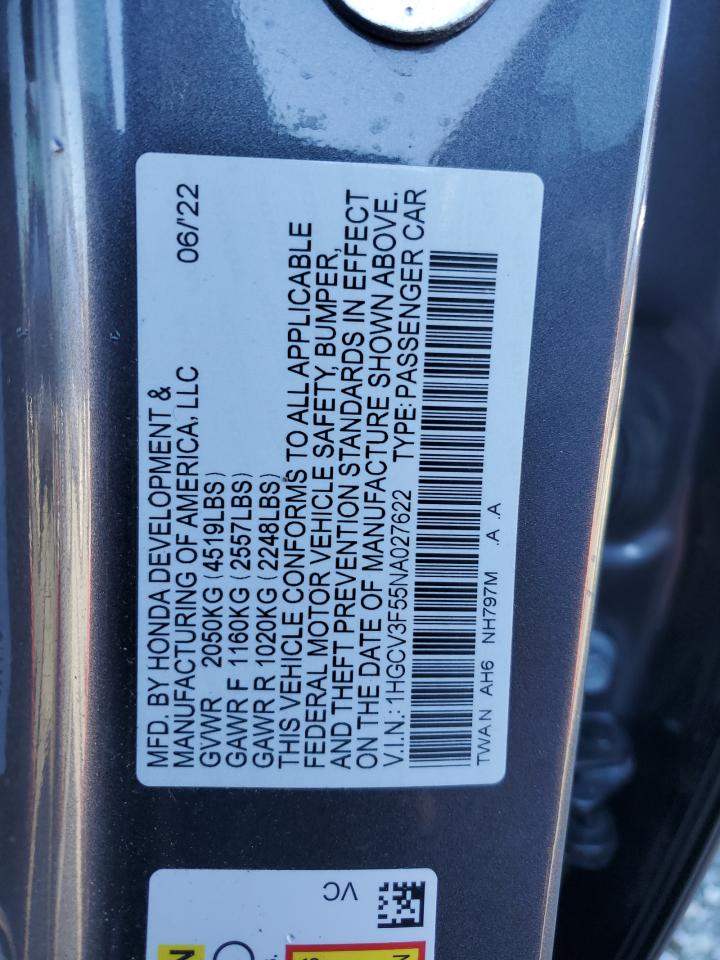 MFD. BY HONDA DEVELOPMENT &
MANUFACTURING OF AMERICA, LLC 06/'22
GVWR 2050KG (4519LBS)
GAWR F 1160KG (2557LBS)
GAWR R 1020KG (2248LBS)
THIS VEHICLE CONFORMS TO ALL APPLICABLE
FEDERAL MOTOR VEHICLE SAFETY, BUMPER,
AND THEFT PREVENTION STANDARDS IN EFFECT
ON THE DATE OF MANUFACTURE SHOWN ABOVE.
V.I.N.: 1HGCV3F55NA027622 TYPE: PASSENGER CAR
TWA N AH6 NH797M .A .A
VC